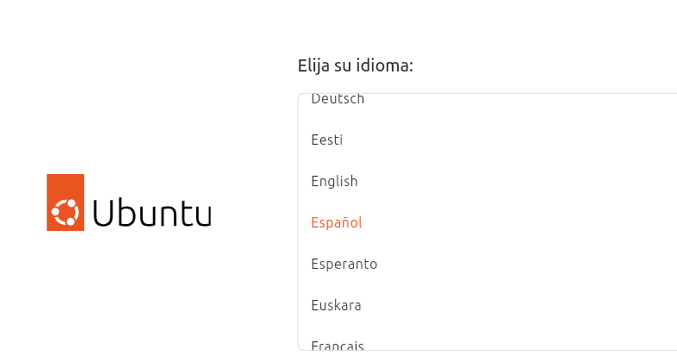 Elija su idioma:
Deutsch
Eesti
English
Español
Esperanto
Euskara
Français
Ubuntu